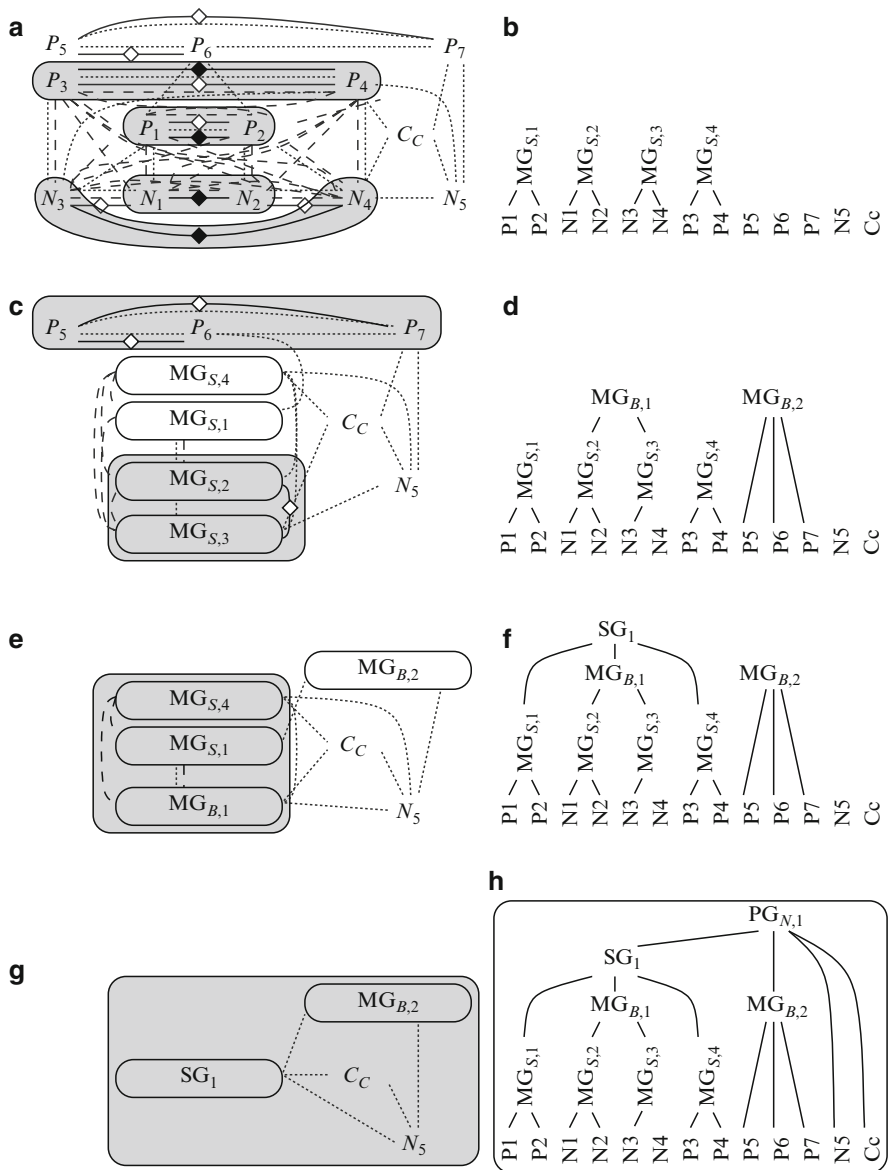 a
P5 P6 P7
P3 P4
P1 P2
CC
N3 N1 N2 N4 N5
b
MGS,1 MGS,2 MGS,3 MGS,4
P1 P2 N1 N2 N3 N4 P3 P4 P5 P6 P7 N5 Cc
c
P5 P6 P7
MGS,4
MGS,1
CC
MGS,2
N5
MGS,3
d
MGB,1 MGB,2
MGS,1 MGS,2 MGS,3 MGS,4
P1 P2 N1 N2 N3 N4 P3 P4 P5 P6 P7 N5 Cc
e
MGB,2
MGS,4
MGS,1
CC
MGB,1
N5
f
SG1
MGB,1 MGB,2
MGS,1 MGS,2 MGS,3 MGS,4
P1 P2 N1 N2 N3 N4 P3 P4 P5 P6 P7 N5 Cc
g
MGB,2
SG1 CC
N5
h
PGN,1
SG1
MGB,1 MGB,2
MGS,1 MGS,2 MGS,3 MGS,4
P1 P2 N1 N2 N3 N4 P3 P4 P5 P6 P7 N5 Cc